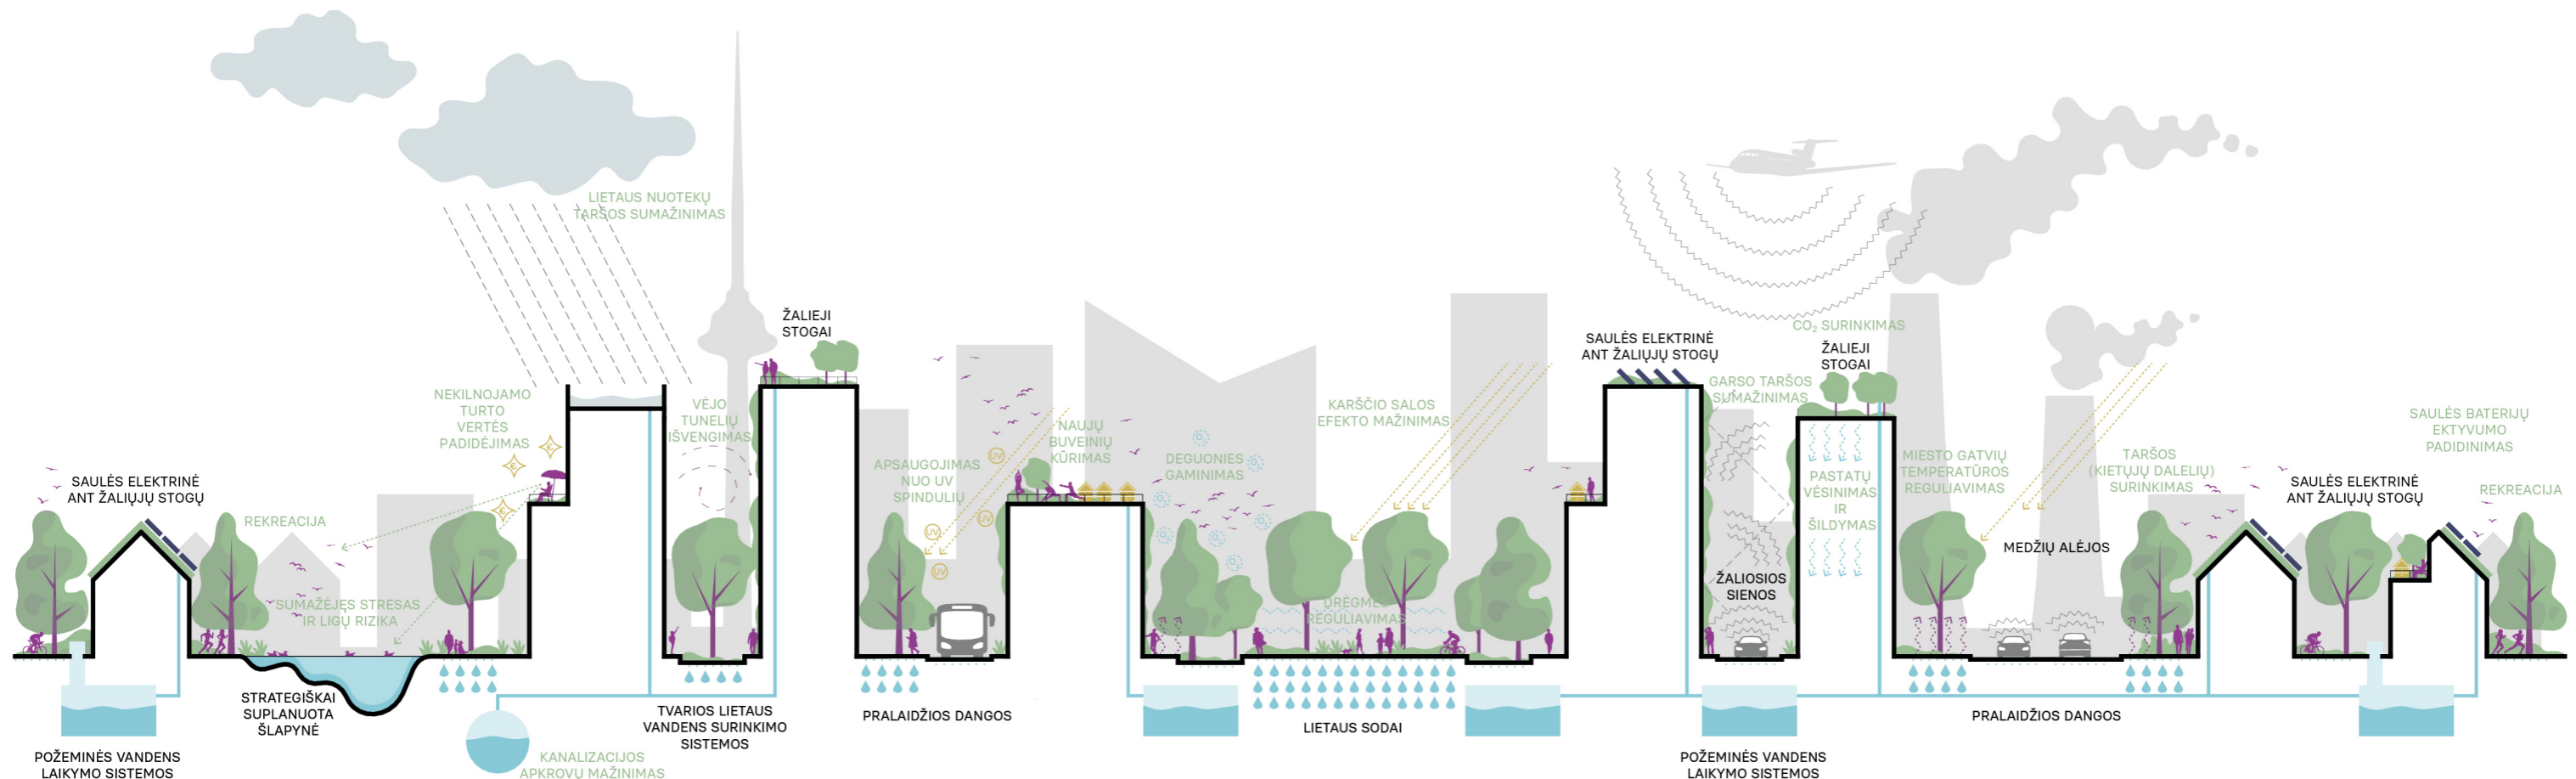 LIETAUS NUOTEKŲ
TARŠOS SUMAŽINIMAS
ŽALIEJI
STOGAI
NEKILNOJAMO
TURTO
VERTĖS
PADIDĖJIMAS
VĖJO
TUNELIŲ
IŠVENGIMAS
SAULĖS ELEKTRINĖ
ANT ŽALIŲJŲ STOGŲ
REKREACIJA
SUMAŽĖJĘS STRESAS
IR LIGŲ RIZIKA
STRATEGIŠKAI
SUPLANUOTA
ŠLAPYNĖ
POŽEMINĖS VANDENS
LAIKYMO SISTEMOS
KANALIZACIJOS
APKROVŲ MAŽINIMAS
TVARIOS LIETAUS
VANDENS SURINKIMO
SISTEMOS
€
€
€
APSAUGOJIMAS
NUO UV
SPINDULIŲ
UV
UV
UV
UV
NAUJŲ
BUVEINIŲ
KŪRIMAS
PRALAIDŽIOS DANGOS
DEGUONIES
GAMINIMAS
KARŠČIO SALOS
EFEKTO MAŽINIMAS
DRĖGMĖS
REGULIAVIMAS
LIETAUS SODAI
SAULĖS ELEKTRINĖ
ANT ŽALIŲJŲ STOGŲ
GARSO TARŠOS
SUMAŽINIMAS
ŽALIOSIOS
SIENOS
CO₂ SURINKIMAS
ŽALIEJI
STOGAI
PASTATŲ
VĖSINIMAS
IR
ŠILDYMAS
POŽEMINĖS VANDENS
LAIKYMO SISTEMOS
MIESTO GATVIŲ
TEMPERATŪROS
REGULIAVIMAS
MEDŽIŲ ALĖJOS
PRALAIDŽIOS DANGOS
TARŠOS
(KIETŲJŲ DALELIŲ)
SURINKIMAS
SAULĖS ELEKTRINĖ
ANT ŽALIŲJŲ STOGŲ
SAULĖS BATERIJŲ
EKTYVUMO
PADIDINIMAS
REKREACIJA